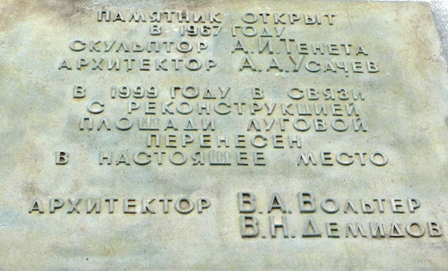 ПАМЯТНИК ОТКРЫТ
В 1967 ГОДУ
СКУЛЬПТОР А.И.ТЕНЕТА
АРХИТЕКТОР А.А.УСАЧЕВ
В 1999 ГОДУ В СВЯЗИ
С РЕКОНСТРУКЦИЕЙ
ПЛОЩАДИ ЛУГОВОЙ
ПЕРЕНЕСЕН
В НАСТОЯЩЕЕ МЕСТО
АРХИТЕКТОР В.А.ВОЛЬТЕР
В.Н.ДЕМИДОВ